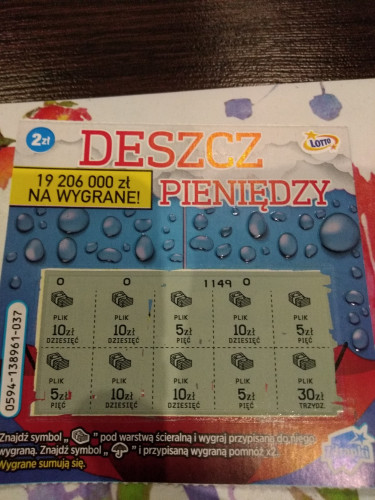 2zł
DESZCZ
LOTTO
19 206 000 zł
NA WYGRANE!
PIENIĘDZY
0 0 1149 0
PLIK PLIK PLIK PLIK PLIK
10zł 10zł 5zł 10zł 5zł
DZIESIĘĆ DZIESIĘĆ PIĘĆ DZIESIĘĆ PIĘĆ
PLIK PLIK PLIK PLIK PLIK
5zł 10zł 10zł 5zł 30zł
PIĘĆ DZIESIĘĆ DZIESIĘĆ PIĘĆ TRZYDZ.
0594-138961-037
Znajdź symbol „ ” pod warstwą ścieralną i wygraj przypisaną do niego
wygraną. Znajdź symbol „ ” i przypisaną wygraną pomnóż x2.
Wygrane sumują się.